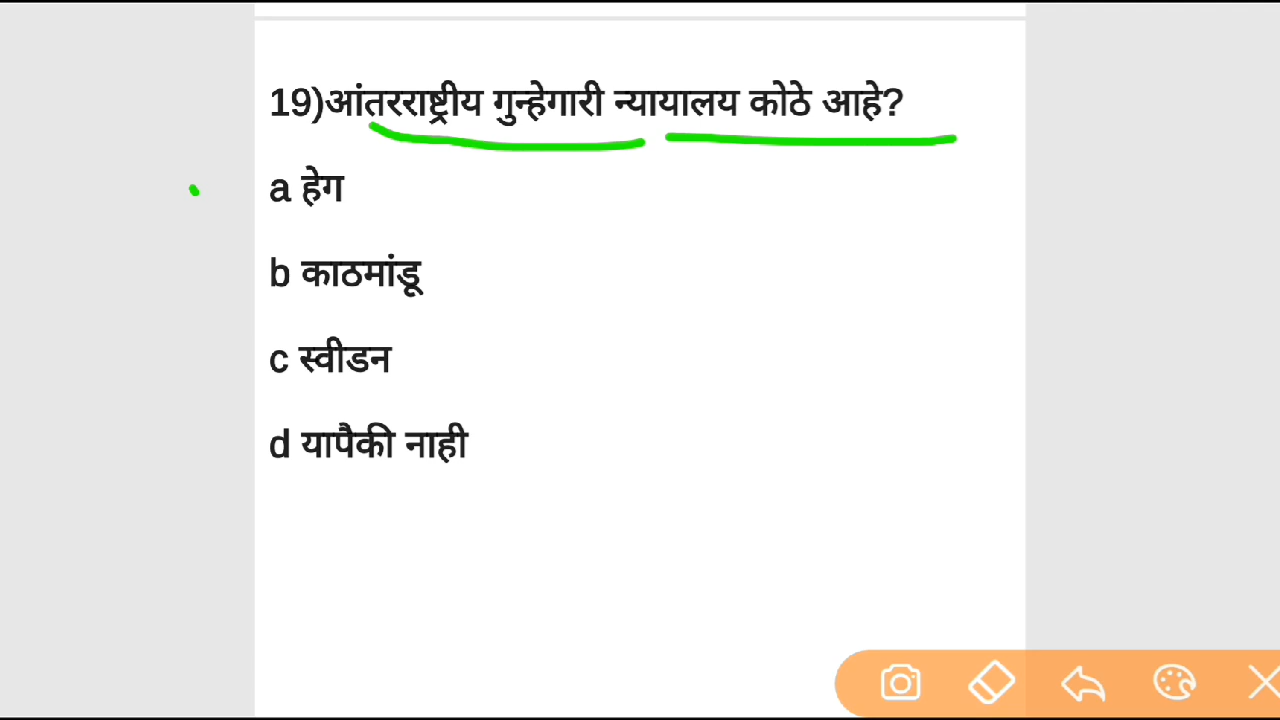 19)आंतरराष्ट्रीय गुन्हेगारी न्यायालय कोठे आहे?
a हेग
b काठमांडू
c स्वीडन
d यापैकी नाही